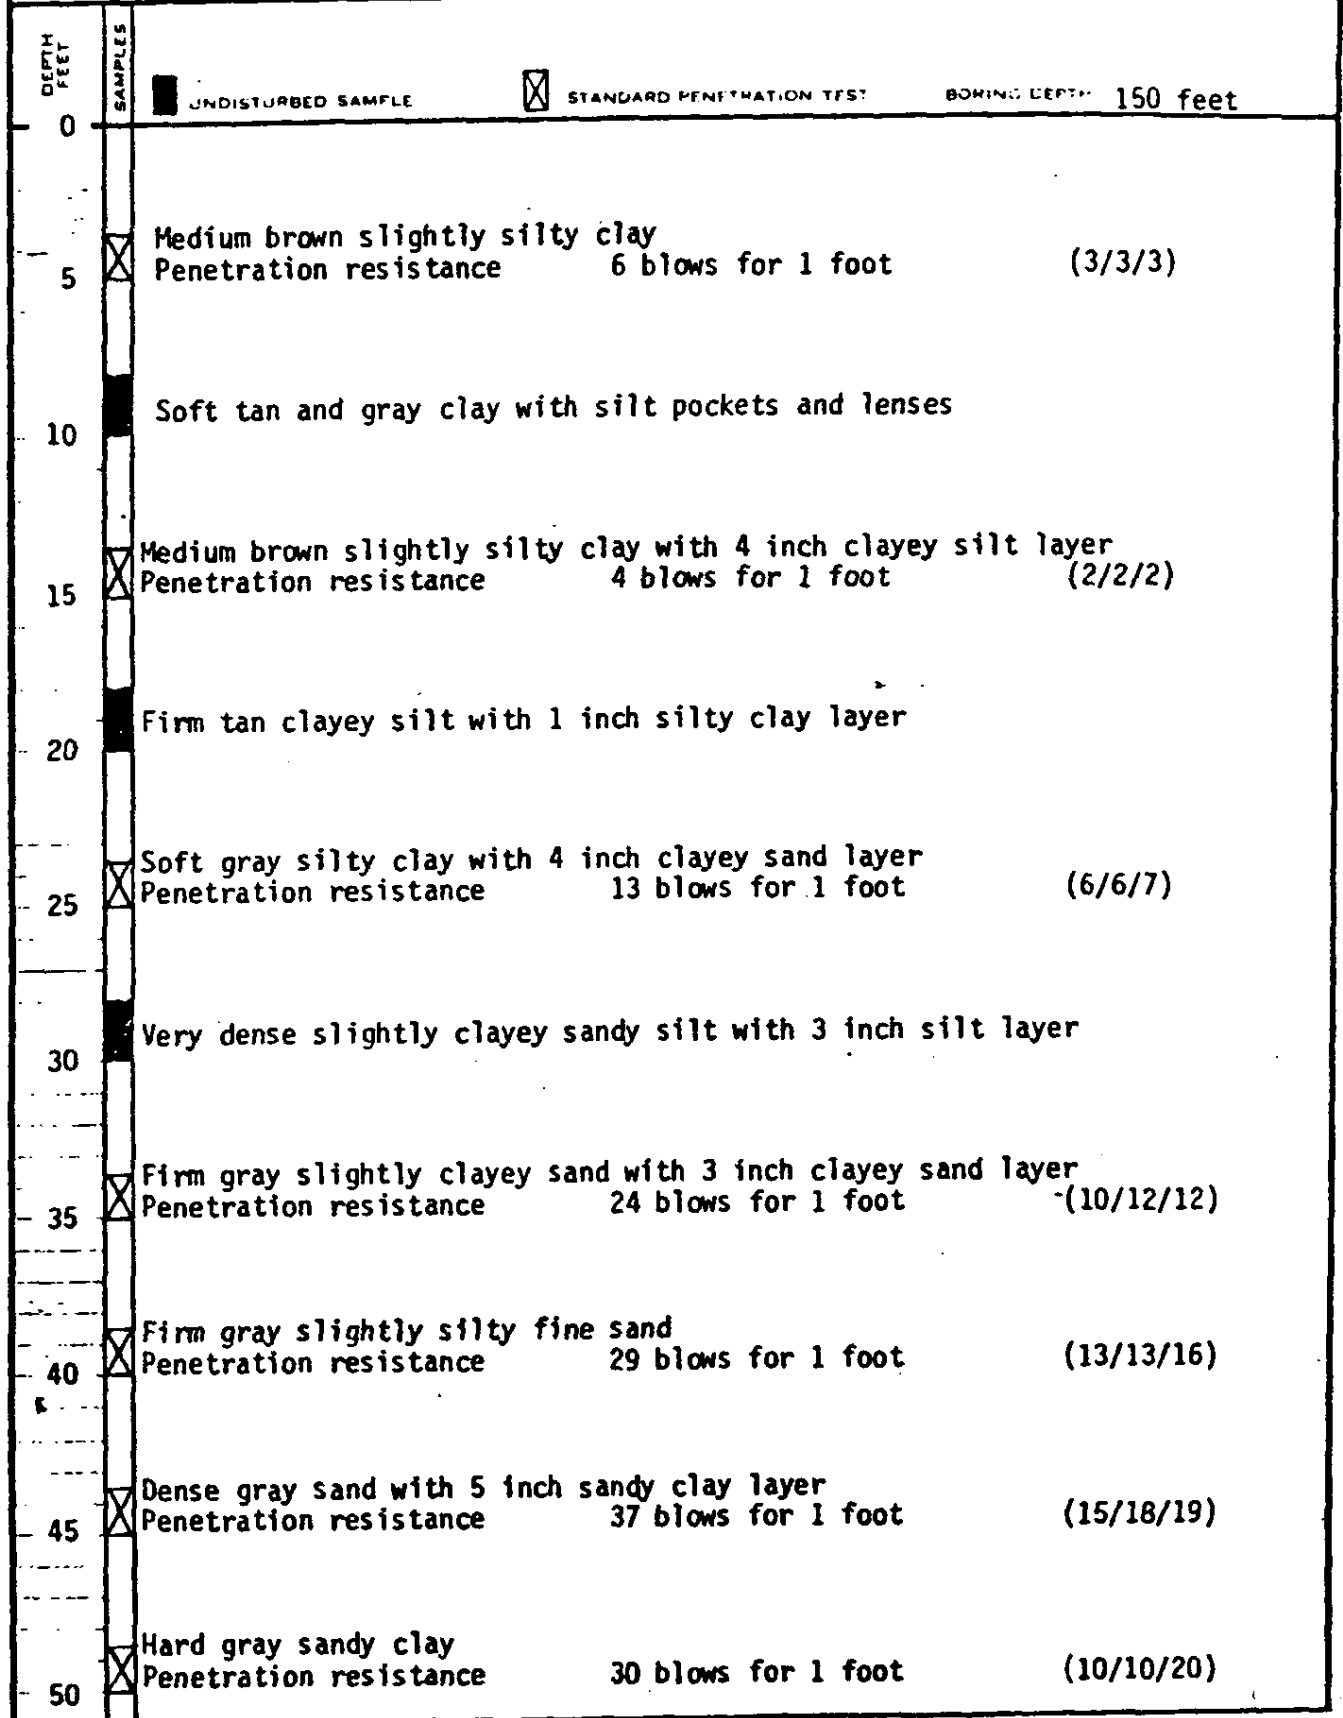 DEPTH FEET
SAMPLES
UNDISTURBED SAMPLE STANDARD PENETRATION TEST BORING DEPTH 150 feet
0
Medium brown slightly silty clay
5 Penetration resistance 6 blows for 1 foot (3/3/3)
Soft tan and gray clay with silt pockets and lenses
10
Medium brown slightly silty clay with 4 inch clayey silt layer
15 Penetration resistance 4 blows for 1 foot (2/2/2)
Firm tan clayey silt with 1 inch silty clay layer
20
Soft gray silty clay with 4 inch clayey sand layer
25 Penetration resistance 13 blows for 1 foot (6/6/7)
Very dense slightly clayey sandy silt with 3 inch silt layer
30
Firm gray slightly clayey sand with 3 inch clayey sand layer
35 Penetration resistance 24 blows for 1 foot (10/12/12)
Firm gray slightly silty fine sand
40 Penetration resistance 29 blows for 1 foot (13/13/16)
Dense gray sand with 5 inch sandy clay layer
45 Penetration resistance 37 blows for 1 foot (15/18/19)
Hard gray sandy clay
50 Penetration resistance 30 blows for 1 foot (10/10/20)